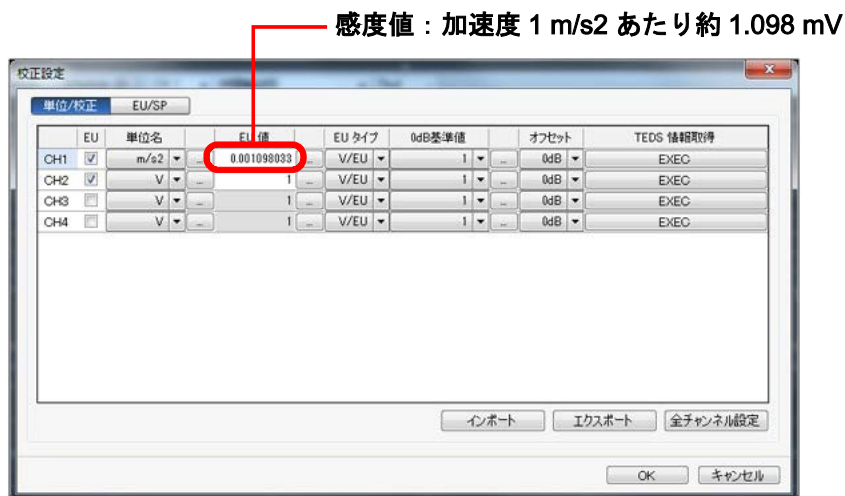 感度値：加速度 1 m/s2 あたり約 1.098 mV
校正設定
単位/校正 EU/SP
EU 単位名 EU 値 EU タイプ 0dB基準値 オフセット TEDS 情報取得
CH1 m/s2 ... 0.001098033 ... V/EU 1 ... 0dB EXEC
CH2 V ... 1 ... V/EU 1 ... 0dB EXEC
CH3 V ... 1 ... V/EU 1 ... 0dB EXEC
CH4 V ... 1 ... V/EU 1 ... 0dB EXEC
インポート エクスポート 全チャンネル設定
OK キャンセル